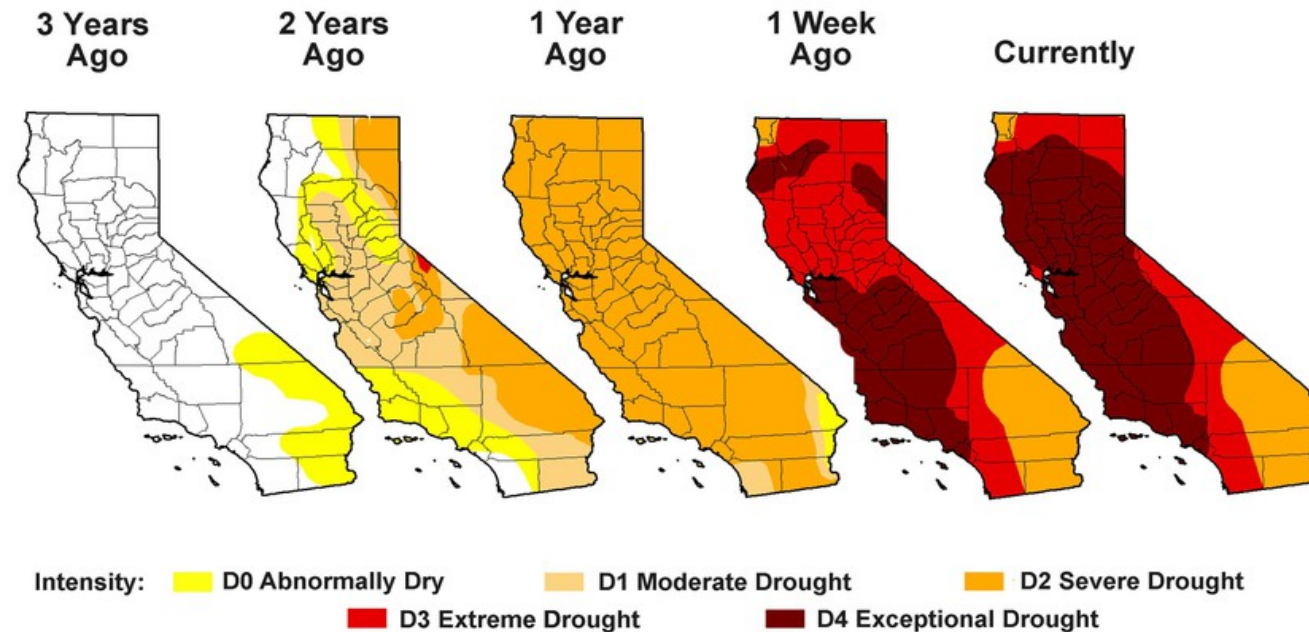 3 Years
Ago
2 Years
Ago
1 Year
Ago
1 Week
Ago
Currently
Intensity:
D0 Abnormally Dry
D1 Moderate Drought
D2 Severe Drought
D3 Extreme Drought
D4 Exceptional Drought